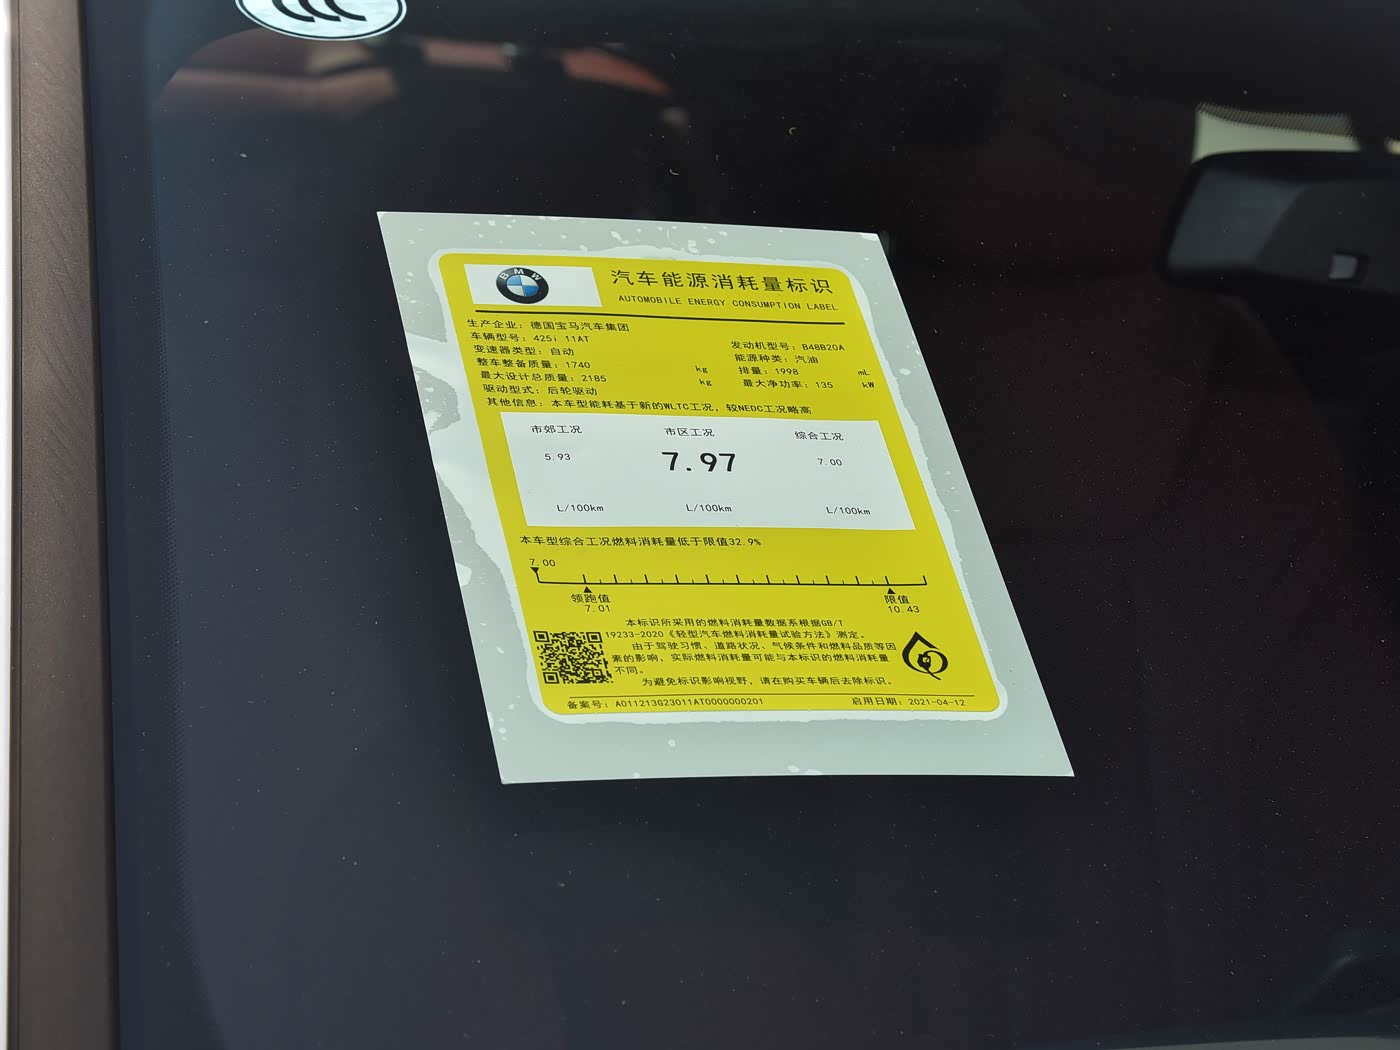 BMW
汽车能源消耗量标识
AUTOMOBILE ENERGY CONSUMPTION LABEL
生产企业：德国宝马汽车集团
车辆型号：425i 11AT 发动机型号：B48B20A
变速器类型：自动 能源种类：汽油
整车整备质量：1740 kg 排量：1998 mL
最大设计总质量：2185 kg 最大净功率：135 kW
驱动型式：后轮驱动
其他信息：本车型能耗基于新的WLTC工况，较NEDC工况略高
市郊工况 市区工况 综合工况
5.93 7.97 7.00
L/100km L/100km L/100km
本车型综合工况燃料消耗量低于限值32.9%
7.00
领跑值 限值
7.01 10.43
本标识所采用的燃料消耗量数据系根据GB/T
19233-2020《轻型汽车燃料消耗量试验方法》测定。
由于驾驶习惯、道路状况、气候条件和燃料品质等因
素的影响，实际燃料消耗量可能与本标识的燃料消耗量
不同。
为避免标识影响视野，请在购买车辆后去除标识。
备案号：A011213G23011AT0000000201 启用日期：2021-04-12